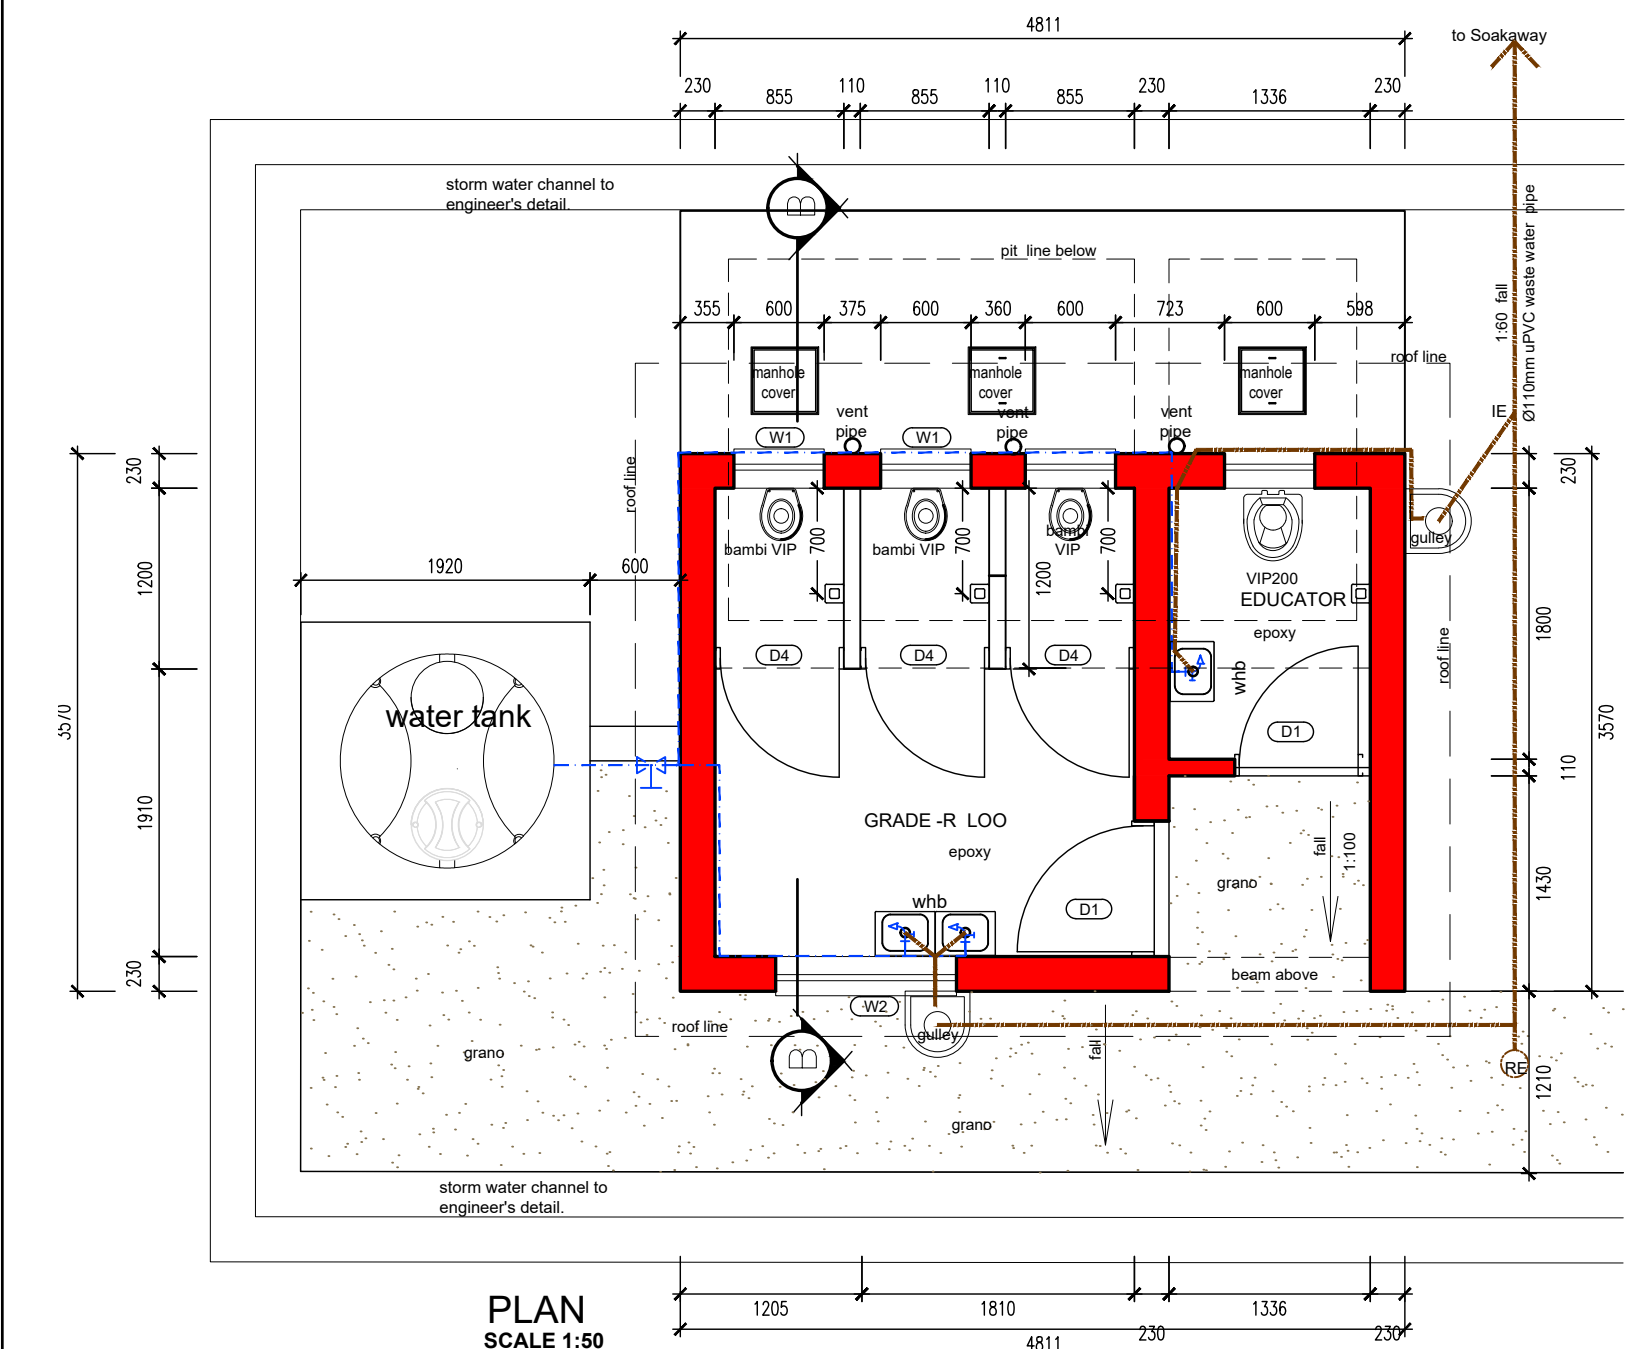 4811
to Soakaway
230
855
110
855
110
855
230
1336
230
storm water channel to
engineer's detail.
B
pit line below
355
600
375
600
360
600
723
600
598
1:60 fall
Ø110mm uPVC waste water pipe
roof line
manhole
cover
manhole
cover
manhole
cover
vent
pipe
vent
pipe
vent
pipe
IE
W1
W1
230
1200
1910
230
3570
roof line
bambi VIP
700
bambi VIP
700
bambi
VIP
700
1200
gulley
VIP200
EDUCATOR
epoxy
1920
600
D4
D4
D4
whb
D1
roof line
230
1800
110
1430
1210
3570
water tank
GRADE -R LOO
epoxy
fall
1:100
grano
whb
D1
beam above
W2
roof line
gulley
grano
B
fall
RE
grano
storm water channel to
engineer's detail.
1205
1810
230
1336
230
4811
PLAN
SCALE 1:50